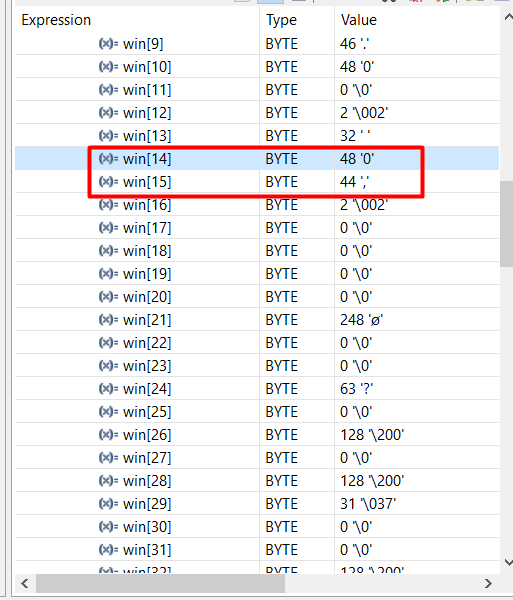 Expression Type Value
(x)= win[9] BYTE 46 '.'
(x)= win[10] BYTE 48 '0'
(x)= win[11] BYTE 0 '\0'
(x)= win[12] BYTE 2 '\002'
(x)= win[13] BYTE 32 ' '
(x)= win[14] BYTE 48 '0'
(x)= win[15] BYTE 44 ','
(x)= win[16] BYTE 2 '\002'
(x)= win[17] BYTE 0 '\0'
(x)= win[18] BYTE 0 '\0'
(x)= win[19] BYTE 0 '\0'
(x)= win[20] BYTE 0 '\0'
(x)= win[21] BYTE 248 'ø'
(x)= win[22] BYTE 0 '\0'
(x)= win[23] BYTE 0 '\0'
(x)= win[24] BYTE 63 '?'
(x)= win[25] BYTE 0 '\0'
(x)= win[26] BYTE 128 '\200'
(x)= win[27] BYTE 0 '\0'
(x)= win[28] BYTE 128 '\200'
(x)= win[29] BYTE 31 '\037'
(x)= win[30] BYTE 0 '\0'
(x)= win[31] BYTE 0 '\0'
(x)= win[32] BYTE 128 '\200'